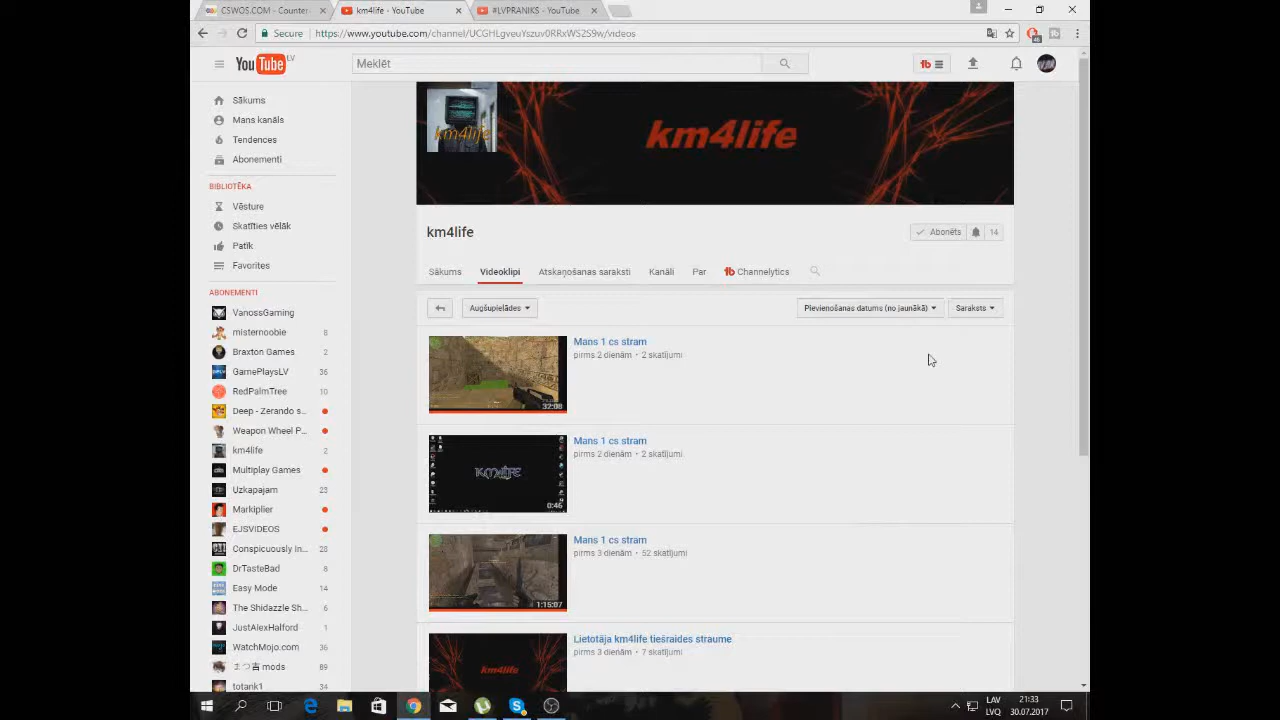 CSWOS.COM - Counter-
km4life - YouTube
#LVPRANIKS - YouTube
Secure
https://www.youtube.com/channel/UCGHLgveuYszuv0RRxWS2S9w/videos
YouTube LV
Meklēt
Sākums
Mans kanāls
Tendences
Abonementi
BIBLIOTĒKA
Vēsture
Skatīties vēlāk
Patīk
Favorites
ABONEMENTI
VanossGaming
misternoobie 8
Braxton Games 2
GamePlaysLV 36
RedPalmTree 10
Deep - Zerando s...
Weapon Wheel P...
km4life 2
Multiplay Games
Uzkapajam 23
Markiplier
EJSVIDEOS
Conspicuously In... 28
DrTasteBad 8
Easy Mode 14
The Shidazzle Sh... 6
JustAlexHalford 1
WatchMojo.com 36
mods 89
totank1 34
km4life
km4life
km4life
Abonēts 14
Sākums Videoklipi Atskaņošanas saraksti Kanāli Par Channelytics
Augšupielādes
Pievienošanas datums (no jaunākā)
Saraksts
Mans 1 cs stram
pirms 2 dienām • 2 skatījumi
32:08
Mans 1 cs stram
pirms 2 dienām • 2 skatījumi
KM4LIFE
0:46
Mans 1 cs stram
pirms 3 dienām • 52 skatījumi
1:15:07
Lietotāja km4life tiešraides straume
pirms 3 dienām • 7 skatījumi
km4life
LAV
LVQ
21:33
30.07.2017